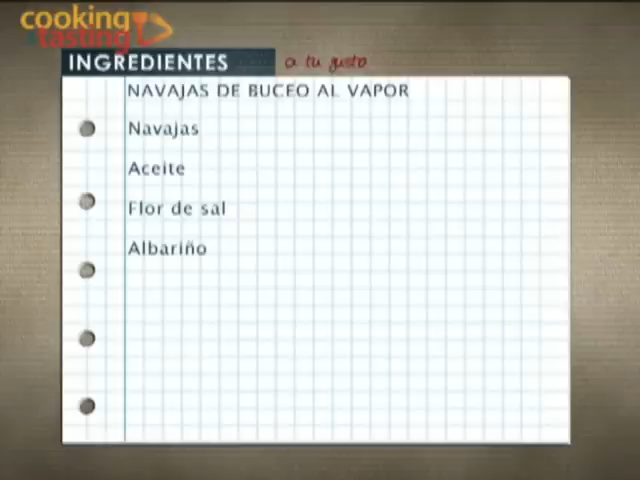 cooking
tasting
INGREDIENTES a tu gusto
NAVAJAS DE BUCEO AL VAPOR
Navajas
Aceite
Flor de sal
Albariño